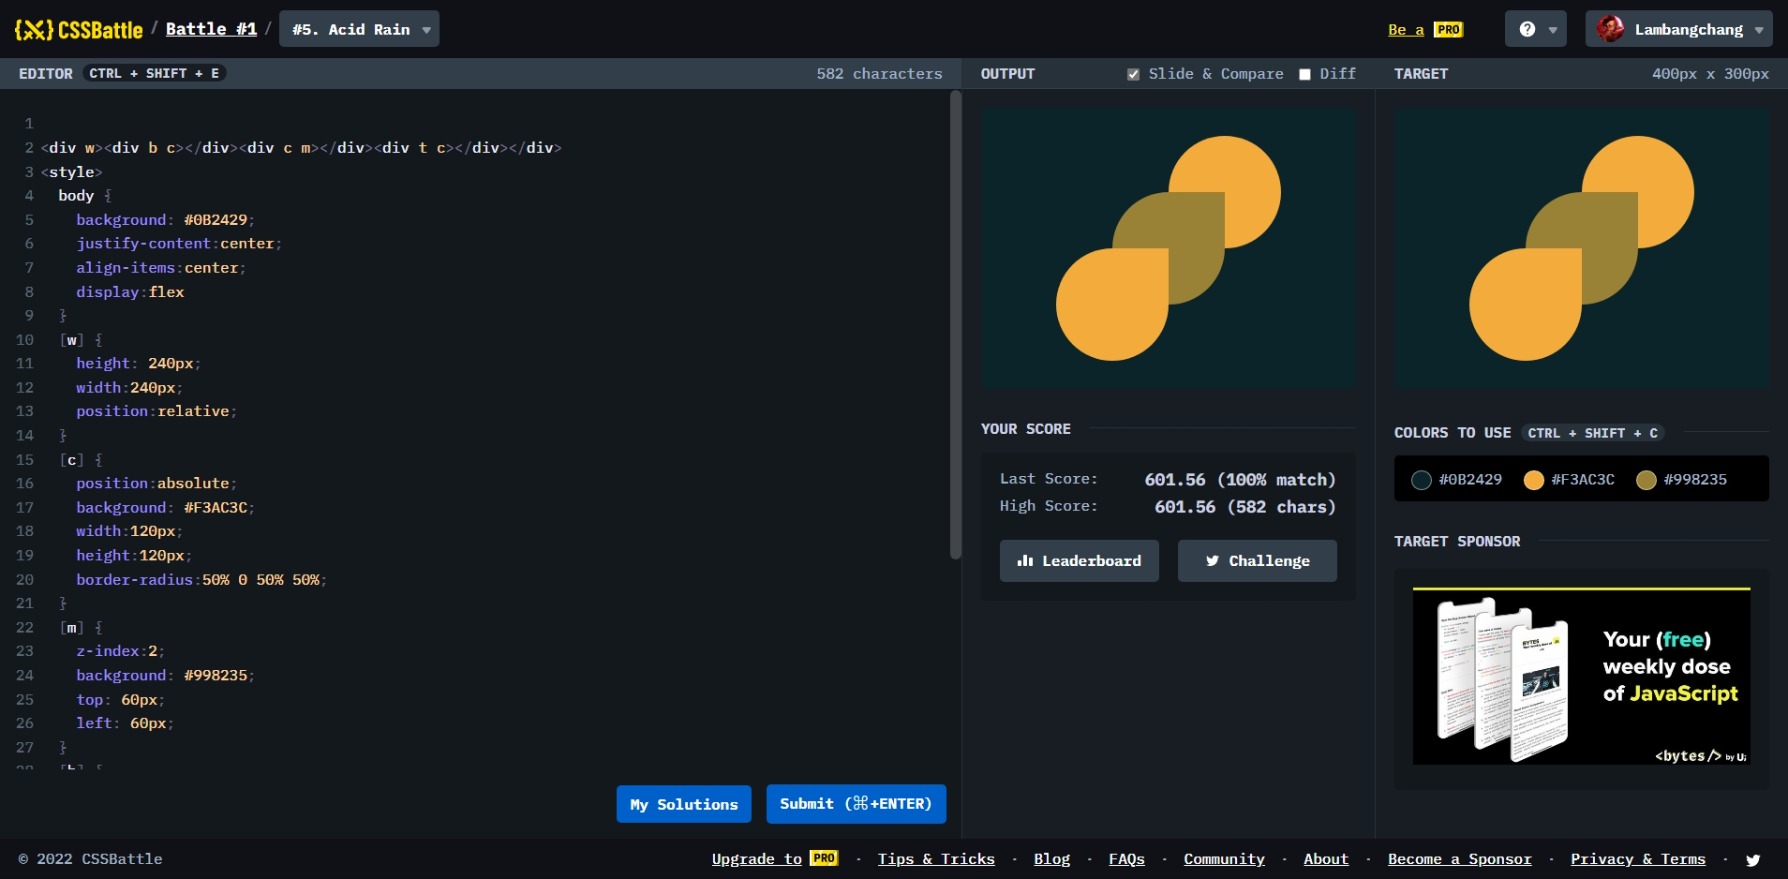 CSSBattle / Battle #1 / #5. Acid Rain
Be a PRO
? Lambangchang
EDITOR CTRL + SHIFT + E 582 characters
OUTPUT Slide & Compare Diff
TARGET 400px x 300px
1
2 <div w><div b c></div><div c m></div><div t c></div></div>
3 <style>
4 body {
5 background: #0B2429;
6 justify-content:center;
7 align-items:center;
8 display:flex
9 }
10 [w] {
11 height: 240px;
12 width:240px;
13 position:relative;
14 }
15 [c] {
16 position:absolute;
17 background: #F3AC3C;
18 width:120px;
19 height:120px;
20 border-radius:50% 0 50% 50%;
21 }
22 [m] {
23 z-index:2;
24 background: #998235;
25 top: 60px;
26 left: 60px;
27 }
28 [b] {
My Solutions
Submit (⌘+ENTER)
YOUR SCORE
Last Score: 601.56 (100% match)
High Score: 601.56 (582 chars)
Leaderboard
Challenge
COLORS TO USE CTRL + SHIFT + C
#0B2429 #F3AC3C #998235
TARGET SPONSOR
Your (free)
weekly dose
of JavaScript
<bytes/> by Ui
© 2022 CSSBattle
Upgrade to PRO · Tips & Tricks · Blog · FAQs · Community · About · Become a Sponsor · Privacy & Terms ·